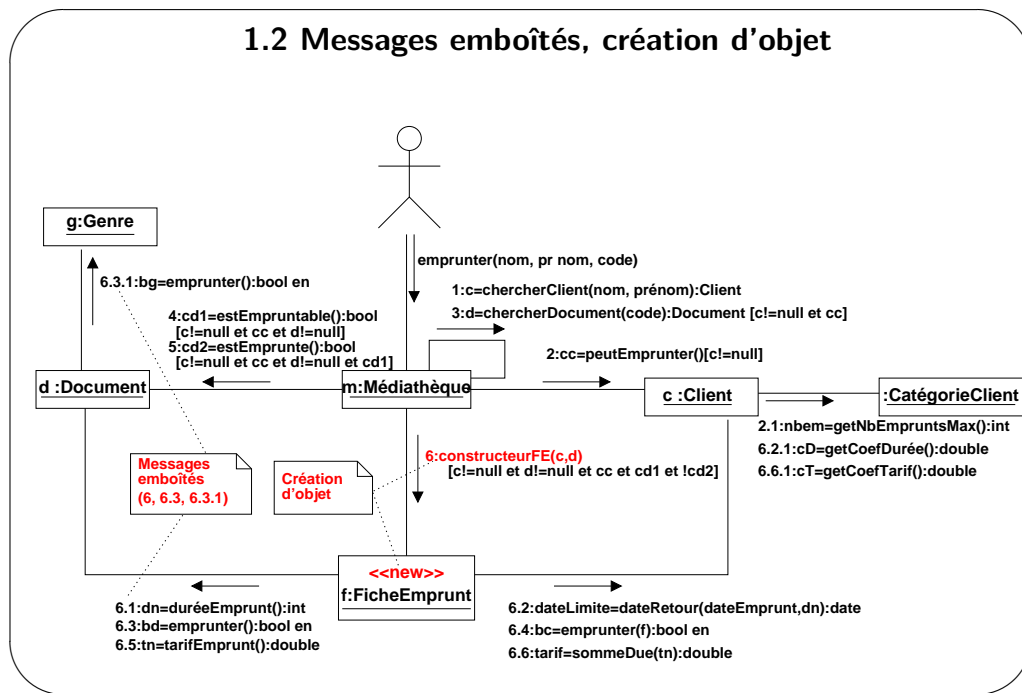 1.2 Messages emboîtés, création d'objet
g:Genre
emprunter(nom, pr nom, code)
6.3.1:bg=emprunter():bool en
1:c=chercherClient(nom, prénom):Client
4:cd1=estEmpruntable():bool
3:d=chercherDocument(code):Document [c!=null et cc]
[c!=null et cc et d!=null]
5:cd2=estEmprunte():bool
[c!=null et cc et d!=null et cd1]
2:cc=peutEmprunter()[c!=null]
d :Document
m:Médiathèque
c :Client
:CatégorieClient
2.1:nbem=getNbEmpruntsMax():int
6.2.1:cD=getCoefDurée():double
6.6.1:cT=getCoefTarif():double
6:constructeurFE(c,d)
[c!=null et d!=null et cc et cd1 et !cd2]
Messages
emboîtés
(6, 6.3, 6.3.1)
Création
d'objet
<<new>>
f:FicheEmprunt
6.1:dn=duréeEmprunt():int
6.3:bd=emprunter():bool en
6.5:tn=tarifEmprunt():double
6.2:dateLimite=dateRetour(dateEmprunt,dn):date
6.4:bc=emprunter(f):bool en
6.6:tarif=sommeDue(tn):double